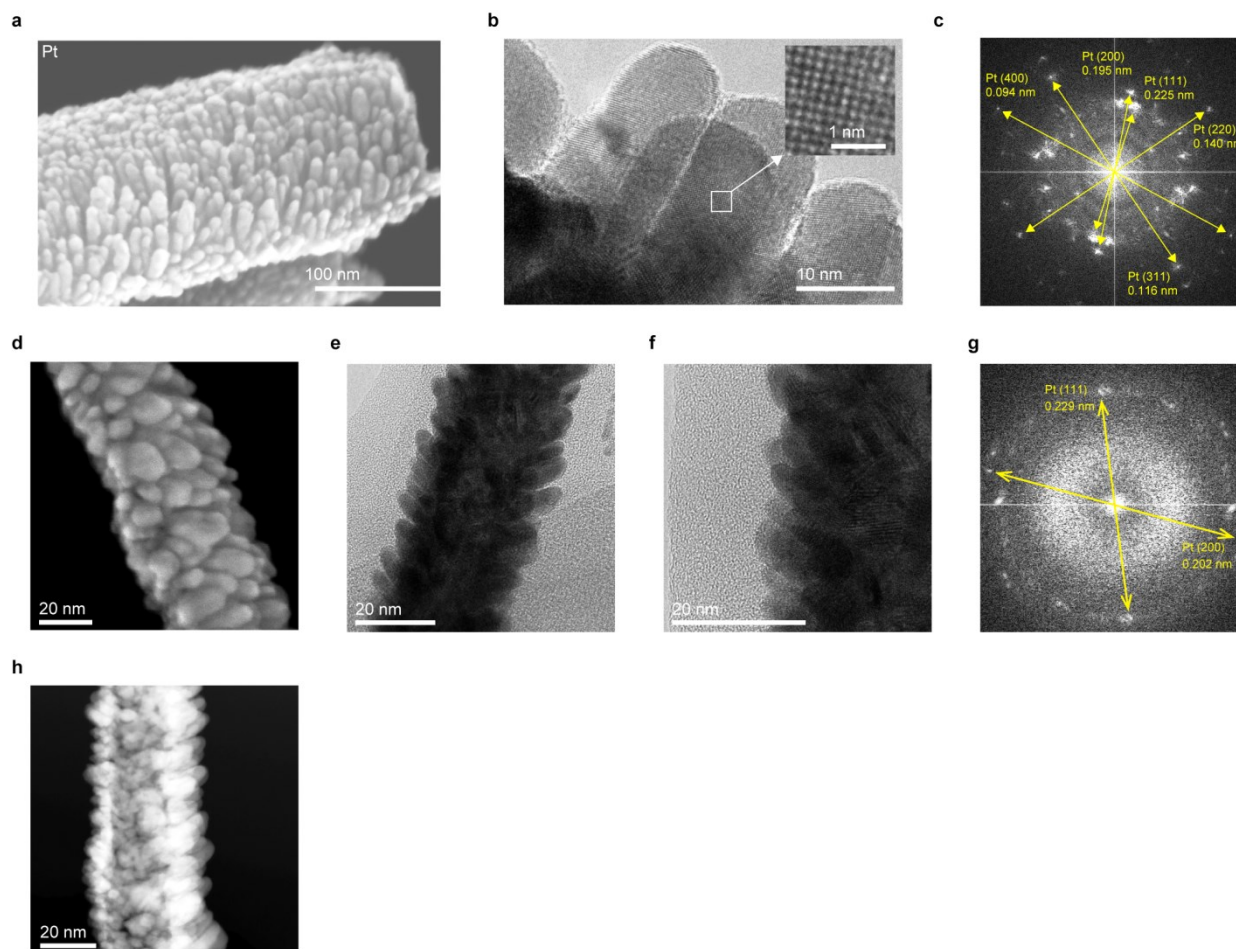 a
Pt
100 nm
b
1 nm
10 nm
c
Pt (200)
0.195 nm
Pt (400)
0.094 nm
Pt (111)
0.225 nm
Pt (220)
0.140 nm
Pt (311)
0.116 nm
d
20 nm
e
20 nm
f
20 nm
g
Pt (111)
0.229 nm
Pt (200)
0.202 nm
h
20 nm